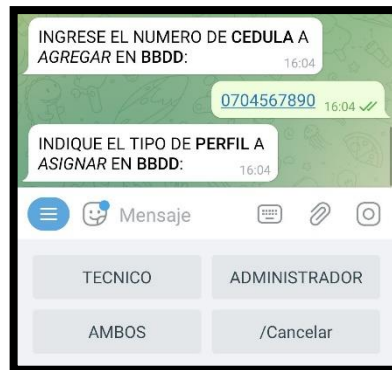 INGRESE EL NUMERO DE CEDULA A
AGREGAR EN BBDD:
16:04
0704567890 16:04
INDIQUE EL TIPO DE PERFIL A
ASIGNAR EN BBDD:
16:04
Mensaje
TECNICO ADMINISTRADOR
AMBOS /Cancelar